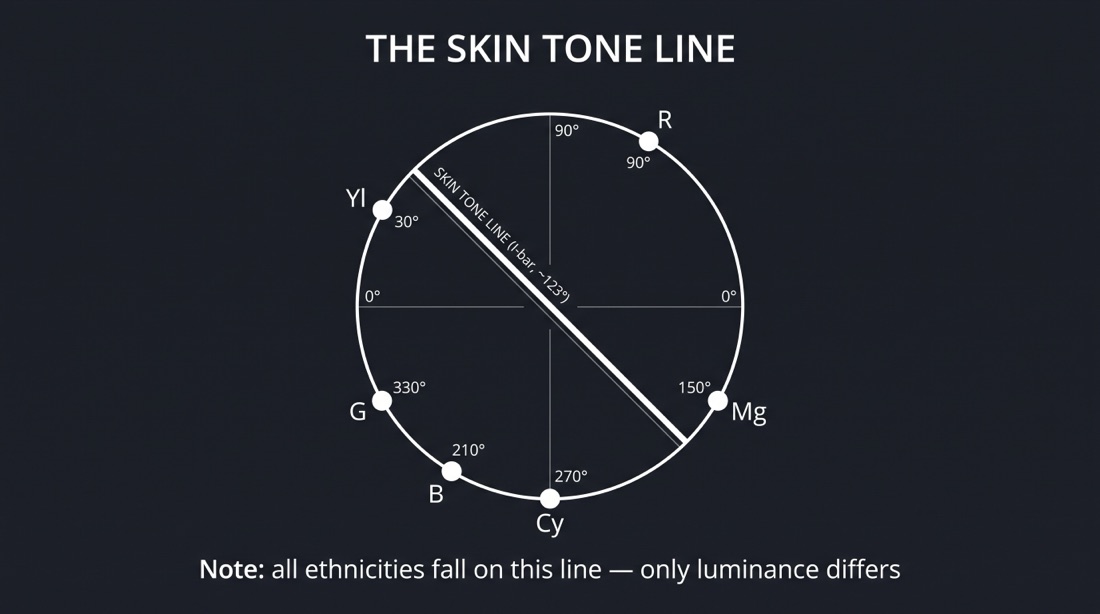 THE SKIN TONE LINE
R
90°
90°
Yl
30°
SKIN TONE LINE (I-bar, ~123°)
0°
0°
330°
G
150°
Mg
210°
B
270°
Cy
Note: all ethnicities fall on this line — only luminance differs